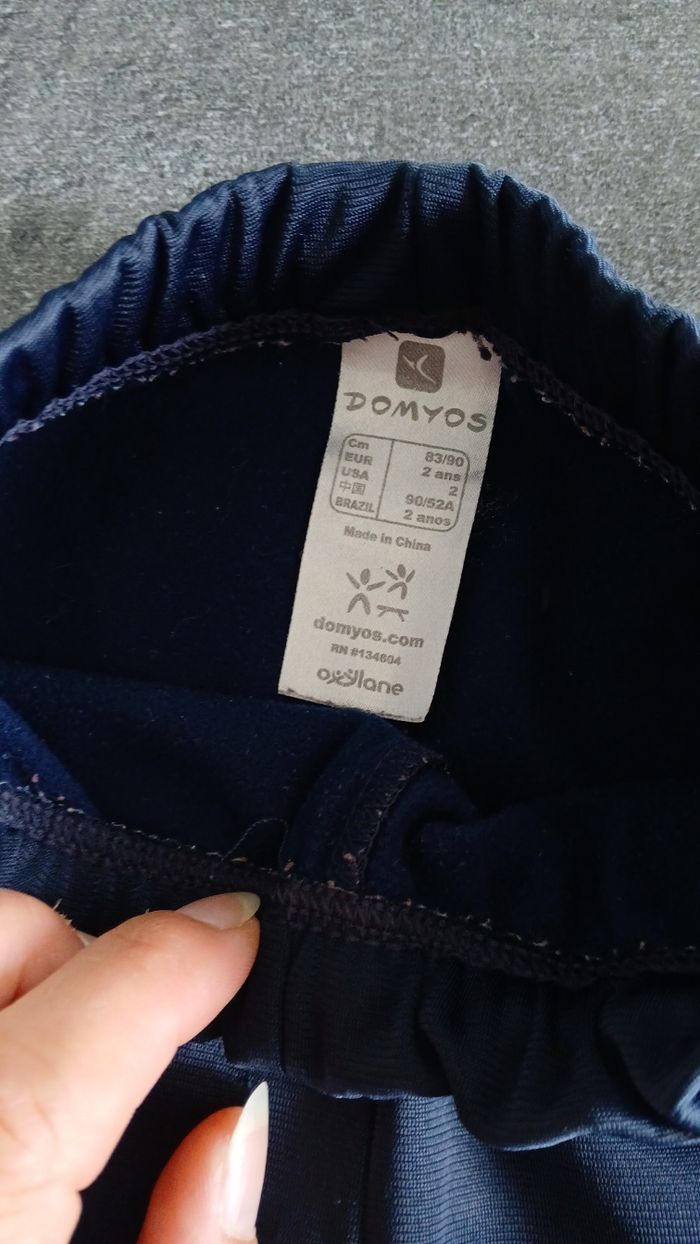 DOMYOS
Cm 83/90
EUR 2 ans
USA 2
中国 90/52A
BRAZIL 2 anos
Made in China
domyos.com
RN #134604
oxylane